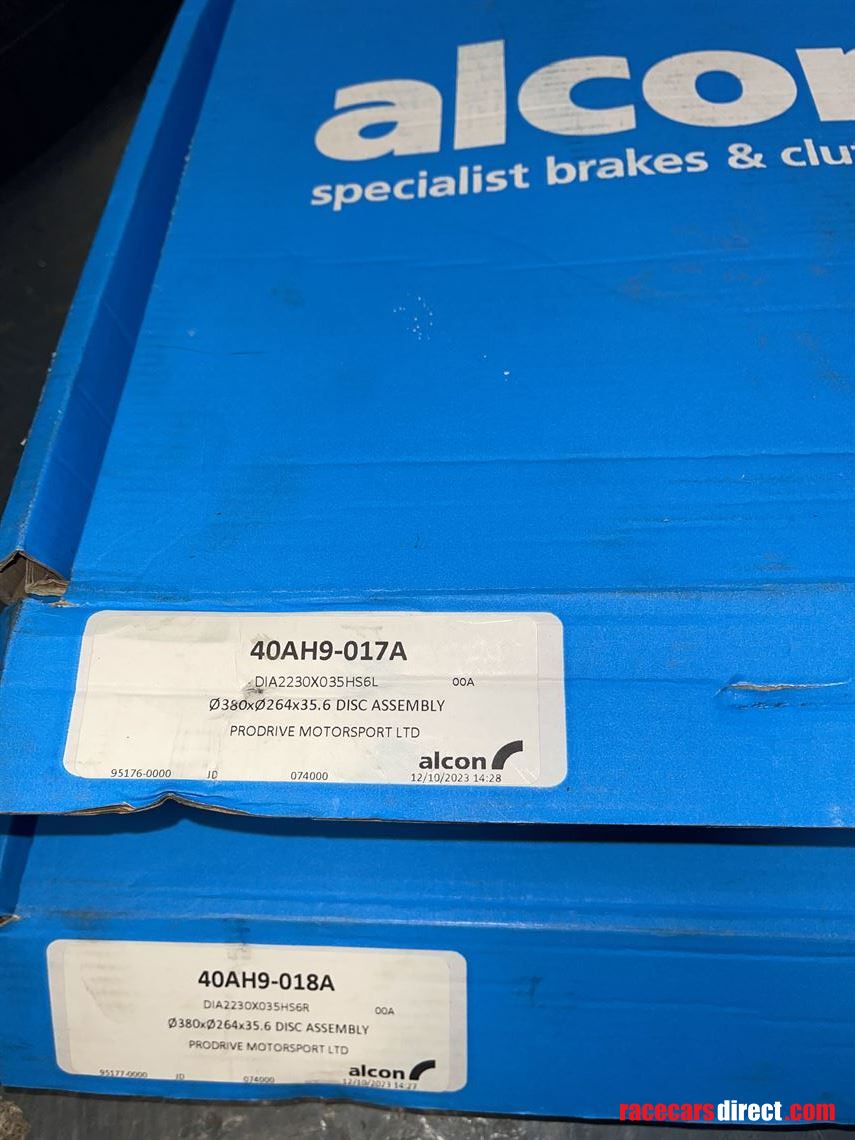 alcon
specialist brakes & clu
40AH9-017A
DIA2230X035HS6L 00A
Ø380xØ264x35.6 DISC ASSEMBLY
PRODRIVE MOTORSPORT LTD
alcon
95176-0000 JD 074000 12/10/2023 14:28
40AH9-018A
DIA2230X035HS6R 00A
Ø380xØ264x35.6 DISC ASSEMBLY
PRODRIVE MOTORSPORT LTD
alcon
95177-0000 JD 074000 12/10/2023 14:27
racecarsdirect.com